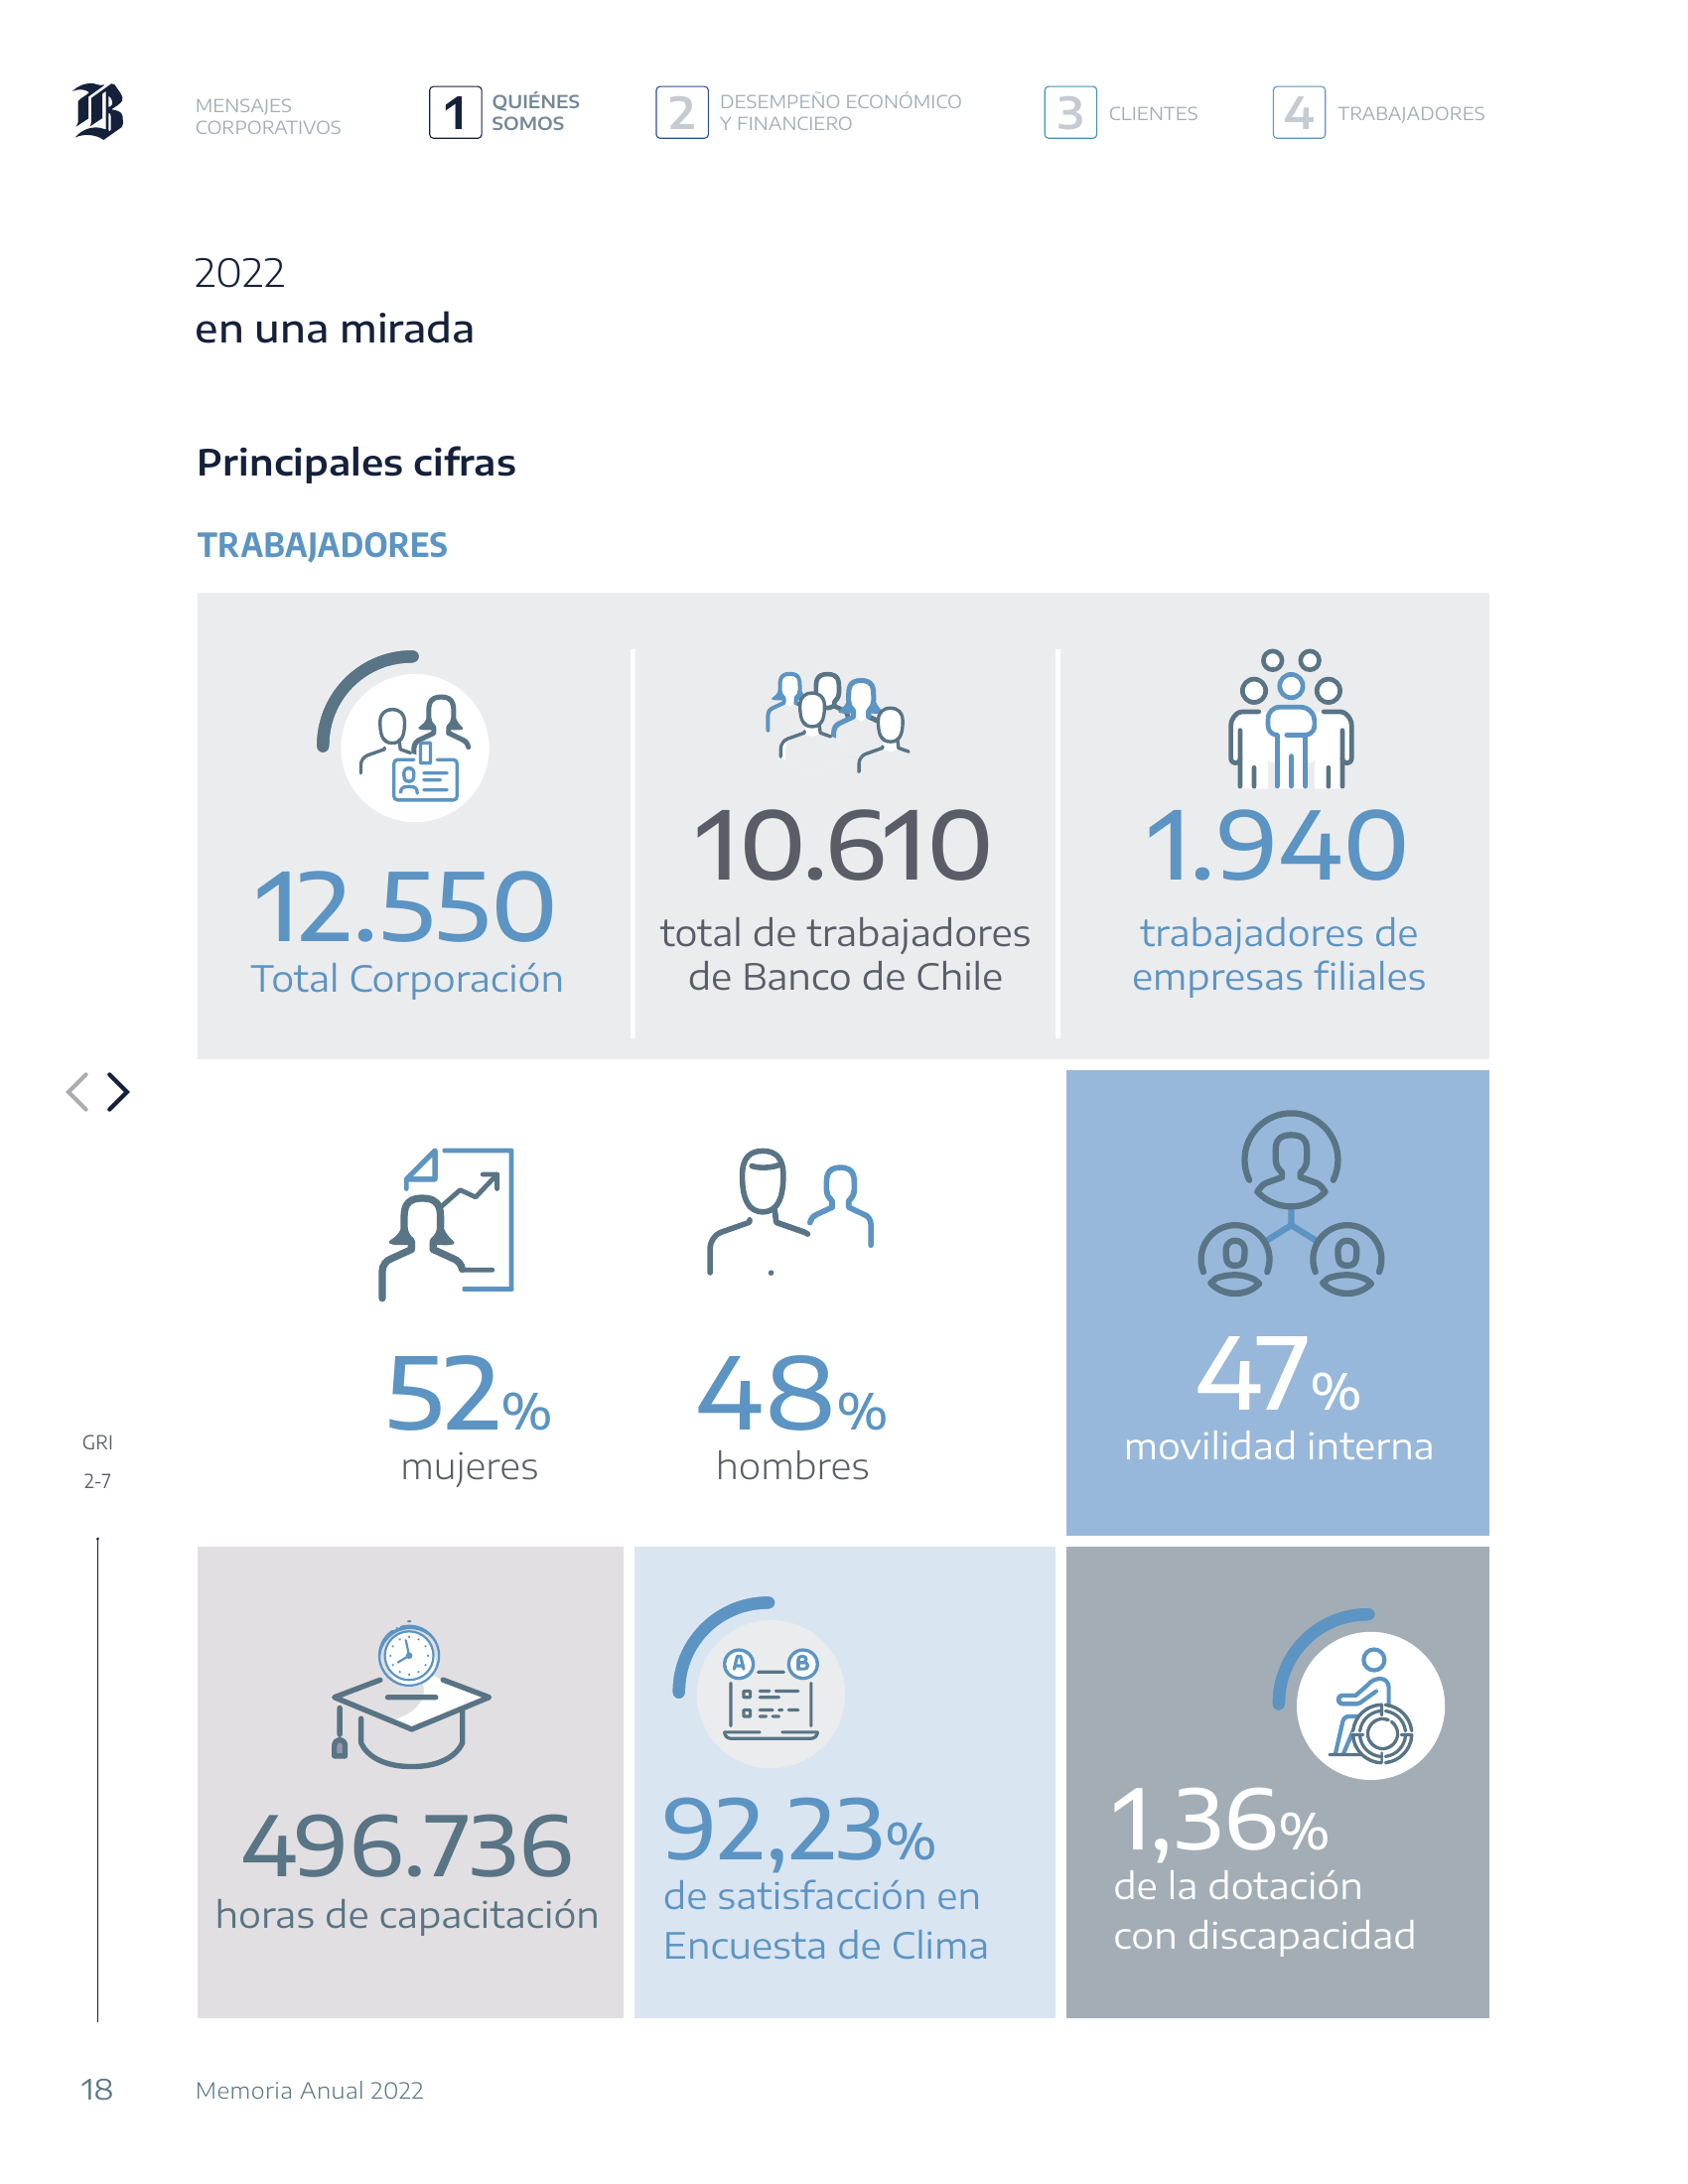 MENSAJES
CORPORATIVOS
1
QUIÉNES
SOMOS
2
DESEMPEÑO ECONÓMICO
Y FINANCIERO
3
CLIENTES
4
TRABAJADORES
2022
en una mirada
Principales cifras
TRABAJADORES
12.550
Total Corporación
10.610
total de trabajadores
de Banco de Chile
1.940
trabajadores de
empresas filiales
52%
mujeres
48%
hombres
47%
movilidad interna
GRI
2-7
496.736
horas de capacitación
A B
92,23%
de satisfacción en
Encuesta de Clima
1,36%
de la dotación
con discapacidad
18
Memoria Anual 2022